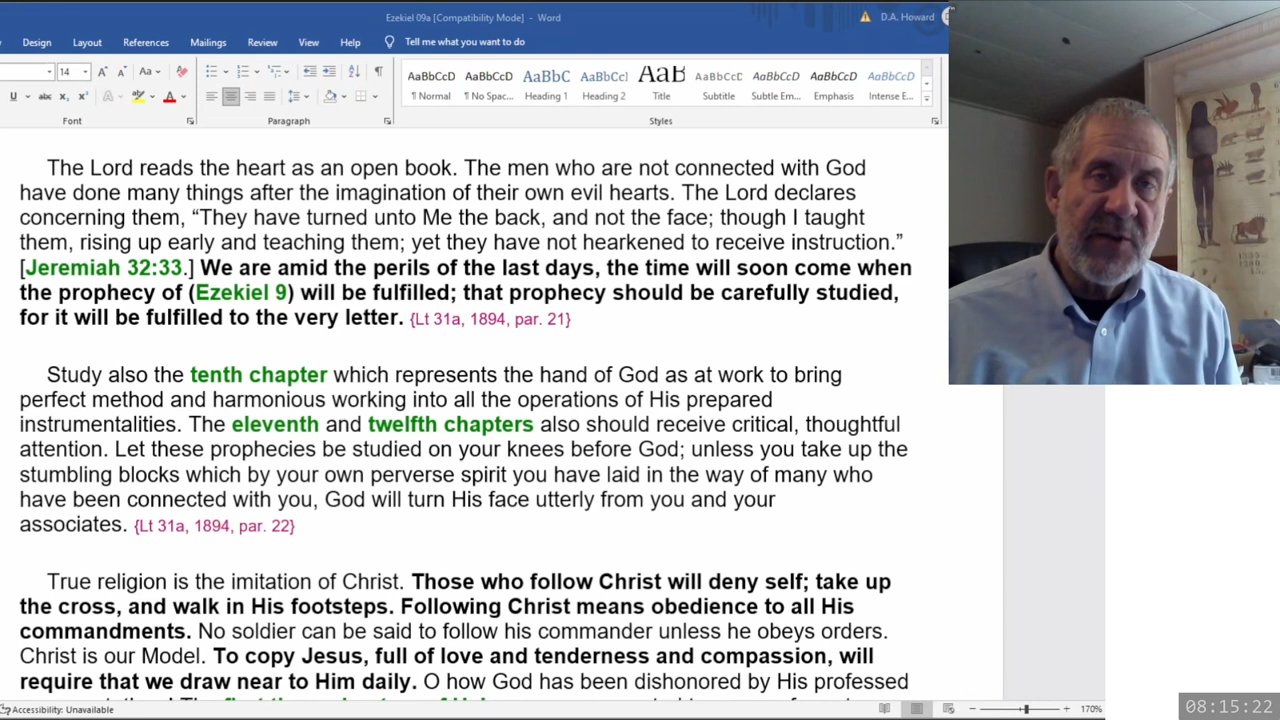 Ezekiel 09a [Compatibility Mode] - Word
D.A. Howard
Design Layout References Mailings Review View Help Tell me what you want to do
14 Aa
AaBbCcD AaBbCcD AaBbC AaBbCcl AaB AaBbCcD AaBbCcD AaBbCcD AaBbCcD
¶ Normal ¶ No Spac... Heading 1 Heading 2 Title Subtitle Subtle Em... Emphasis Intense E...
Font Paragraph Styles
The Lord reads the heart as an open book. The men who are not connected with God
have done many things after the imagination of their own evil hearts. The Lord declares
concerning them, “They have turned unto Me the back, and not the face; though I taught
them, rising up early and teaching them; yet they have not hearkened to receive instruction.”
[Jeremiah 32:33.] We are amid the perils of the last days, the time will soon come when
the prophecy of (Ezekiel 9) will be fulfilled; that prophecy should be carefully studied,
for it will be fulfilled to the very letter. {Lt 31a, 1894, par. 21}
Study also the tenth chapter which represents the hand of God as at work to bring
perfect method and harmonious working into all the operations of His prepared
instrumentalities. The eleventh and twelfth chapters also should receive critical, thoughtful
attention. Let these prophecies be studied on your knees before God; unless you take up the
stumbling blocks which by your own perverse spirit you have laid in the way of many who
have been connected with you, God will turn His face utterly from you and your
associates. {Lt 31a, 1894, par. 22}
True religion is the imitation of Christ. Those who follow Christ will deny self; take up
the cross, and walk in His footsteps. Following Christ means obedience to all His
commandments. No soldier can be said to follow his commander unless he obeys orders.
Christ is our Model. To copy Jesus, full of love and tenderness and compassion, will
require that we draw near to Him daily. O how God has been dishonored by His professed
Accessibility: Unavailable
170%
08:15:22